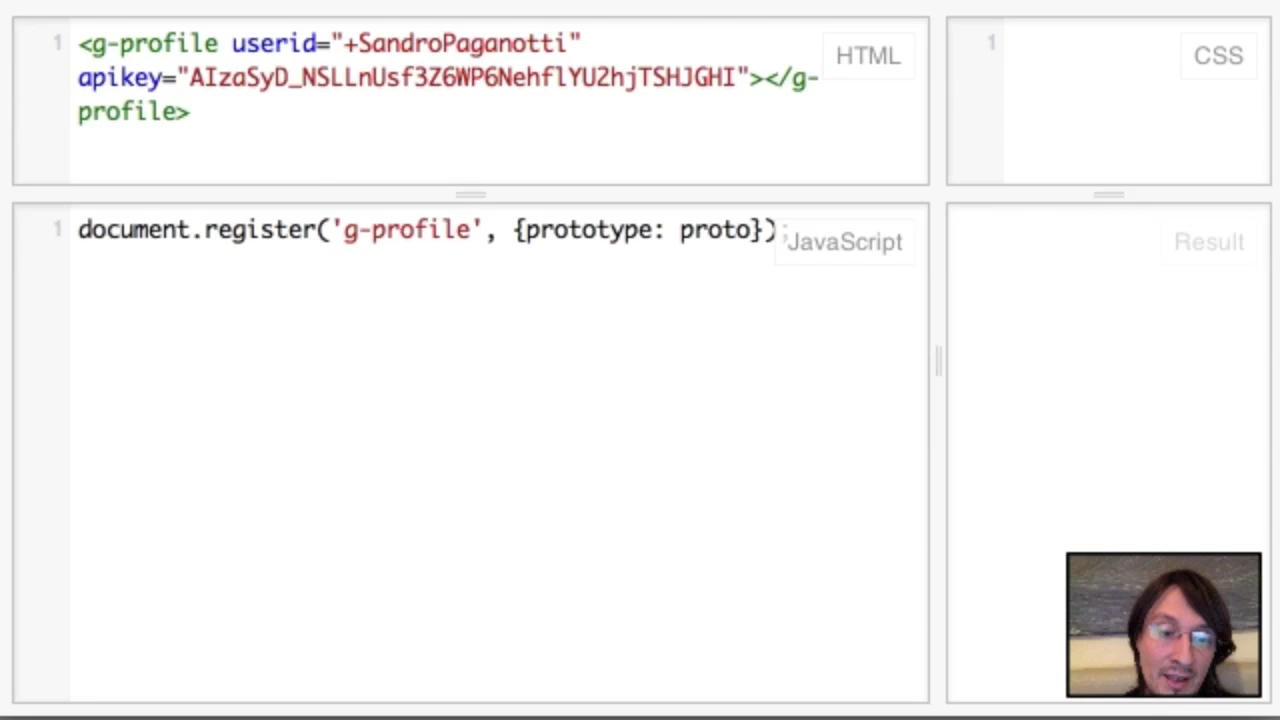 1 <g-profile userid="+SandroPaganotti"
apikey="AIzaSyD_NSLLnUsf3Z6WP6NehflYU2hjTSHJGHI"></g-
profile>
HTML
1
CSS
1 document.register('g-profile', {prototype: proto});
JavaScript
Result